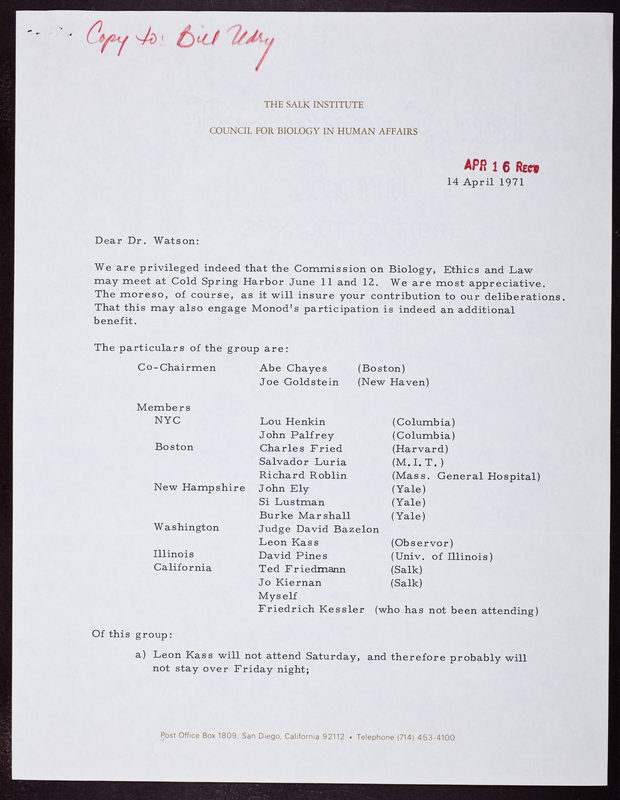 Copy to: Bill Udry
THE SALK INSTITUTE
COUNCIL FOR BIOLOGY IN HUMAN AFFAIRS
APR 16 REC'D
14 April 1971
Dear Dr. Watson:
We are privileged indeed that the Commission on Biology, Ethics and Law
may meet at Cold Spring Harbor June 11 and 12. We are most appreciative.
The moreso, of course, as it will insure your contribution to our deliberations.
That this may also engage Monod's participation is indeed an additional
benefit.
The particulars of the group are:
Co-Chairmen Abe Chayes (Boston)
Joe Goldstein (New Haven)
Members
NYC Lou Henkin (Columbia)
John Palfrey (Columbia)
Boston Charles Fried (Harvard)
Salvador Luria (M.I.T.)
Richard Roblin (Mass. General Hospital)
New Hampshire John Ely (Yale)
Si Lustman (Yale)
Burke Marshall (Yale)
Washington Judge David Bazelon
Leon Kass (Observor)
Illinois David Pines (Univ. of Illinois)
California Ted Friedmann (Salk)
Jo Kiernan (Salk)
Myself
Friedrich Kessler (who has not been attending)
Of this group:
a) Leon Kass will not attend Saturday, and therefore probably will
not stay over Friday night;
Post Office Box 1809, San Diego, California 92112 • Telephone (714) 453-4100